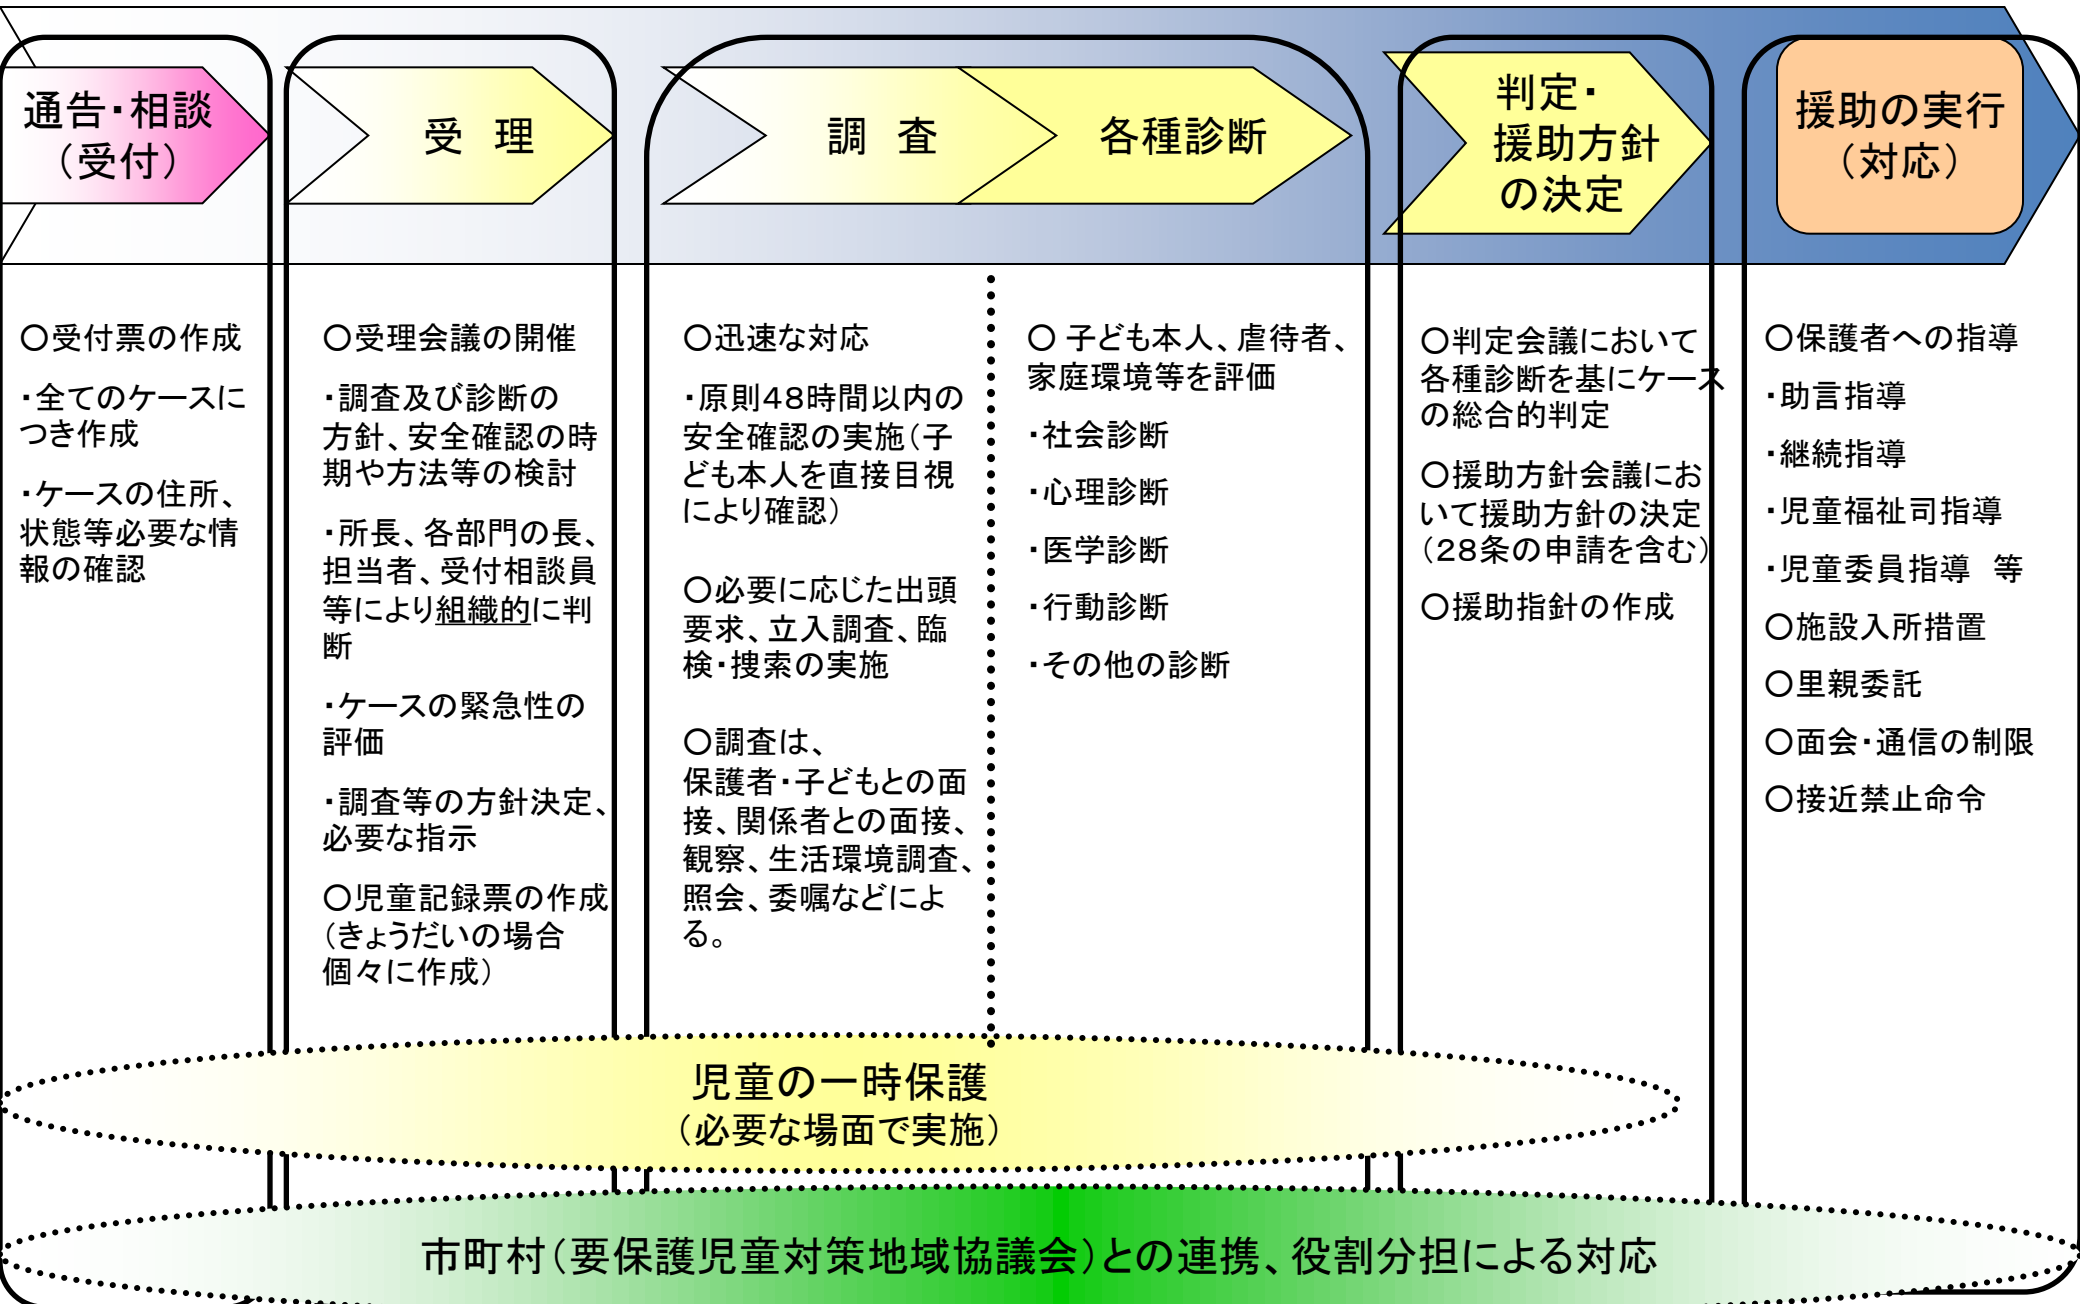 通告・相談
（受付）
受　理
調　査
各種診断
判定・
援助方針
の決定
援助の実行
（対応）
○受付票の作成
・全てのケースに
つき作成
・ケースの住所、
状態等必要な情
報の確認
○受理会議の開催
・調査及び診断の
方針、安全確認の時
期や方法等の検討
・所長、各部門の長、
担当者、受付相談員
等により組織的に判
断
・ケースの緊急性の
評価
・調査等の方針決定、
必要な指示
○児童記録票の作成
（きょうだいの場合
個々に作成）
○迅速な対応
・原則４８時間以内の
安全確認の実施（子
ども本人を直接目視
により確認）
○必要に応じた出頭
要求、立入調査、臨
検・捜索の実施
○調査は、
保護者・子どもとの面
接、関係者との面接、
観察、生活環境調査、
照会、委嘱などによ
る。
○ 子ども本人、虐待者、
家庭環境等を評価
・社会診断
・心理診断
・医学診断
・行動診断
・その他の診断
○判定会議において
各種診断を基にケース
の総合的判定
○援助方針会議にお
いて援助方針の決定
（２８条の申請を含む）
○援助指針の作成
○保護者への指導
・助言指導
・継続指導
・児童福祉司指導
・児童委員指導　等
○施設入所措置
○里親委託
○面会・通信の制限
○接近禁止命令
児童の一時保護
（必要な場面で実施）
市町村（要保護児童対策地域協議会）との連携、役割分担による対応